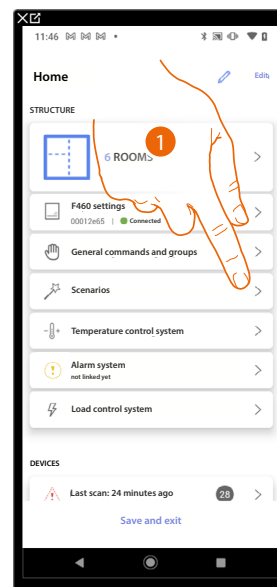 11:46
Home
Edit
STRUCTURE
6 ROOMS
1
F460 settings
00012e65 | Connected
General commands and groups
Scenarios
Temperature control system
Alarm system
not linked yet
Load control system
DEVICES
Last scan: 24 minutes ago 28
Save and exit